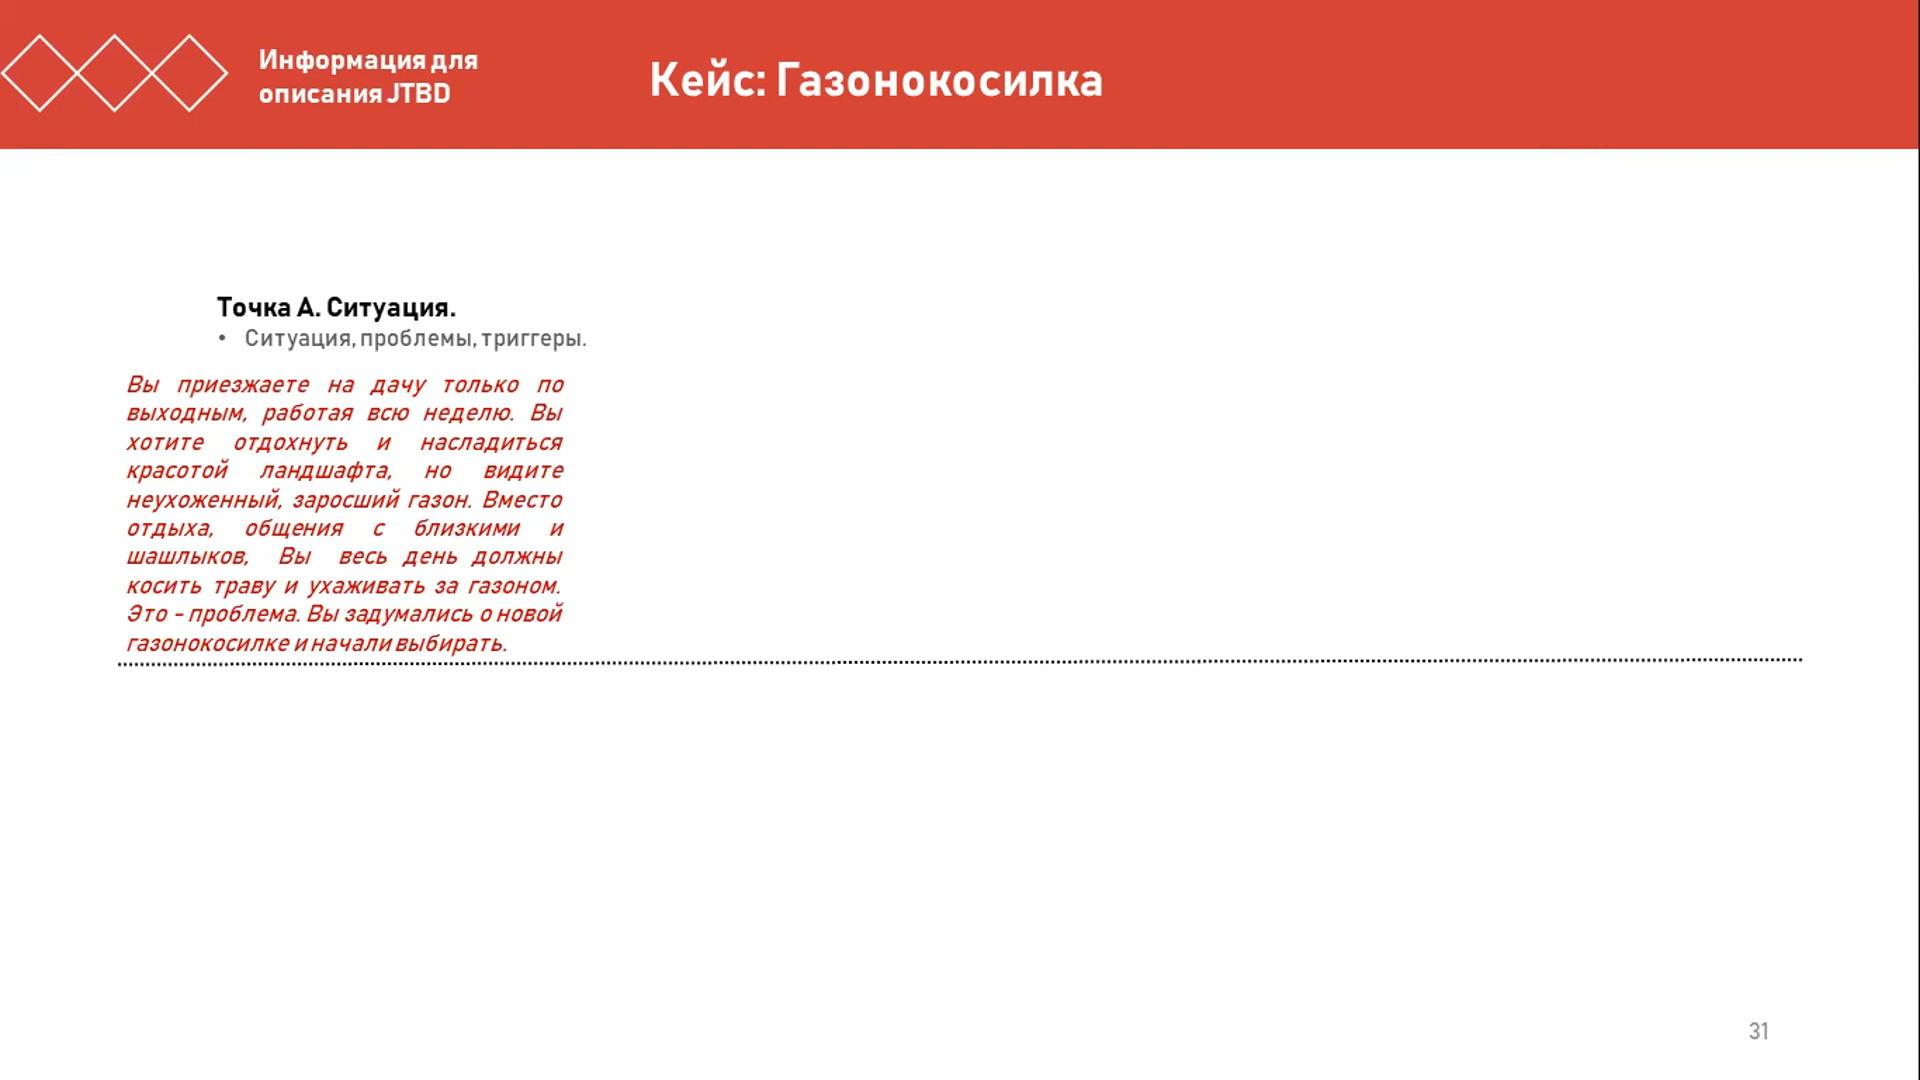 Информация для
описания JTBD
Кейс: Газонокосилка
Точка А. Ситуация.
• Ситуация, проблемы, триггеры.
Вы приезжаете на дачу только по
выходным, работая всю неделю. Вы
хотите отдохнуть и насладиться
красотой ландшафта, но видите
неухоженный, заросший газон. Вместо
отдыха, общения с близкими и
шашлыков, Вы весь день должны
косить траву и ухаживать за газоном.
Это - проблема. Вы задумались о новой
газонокосилке и начали выбирать.
31